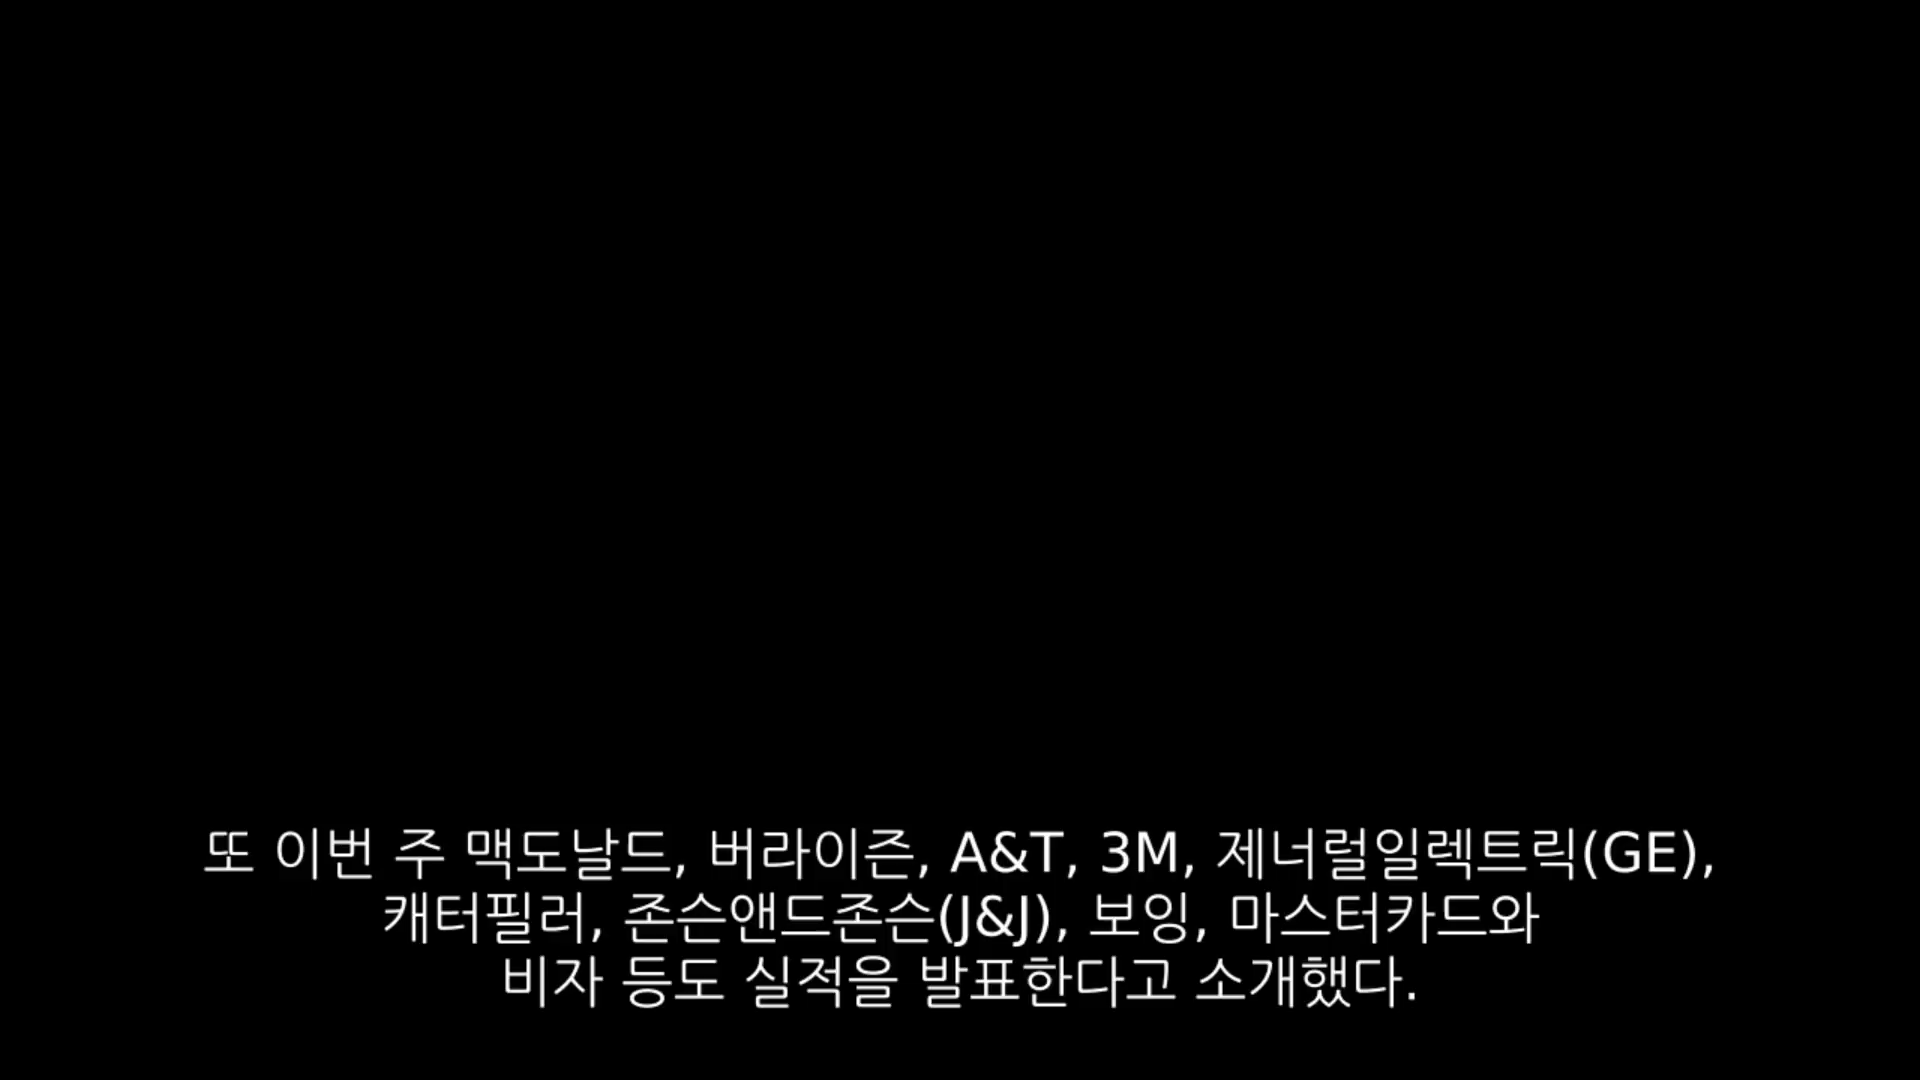 또 이번 주 맥도날드, 버라이즌, A&T, 3M, 제너럴일렉트릭(GE),
캐터필러, 존슨앤드존슨(J&J), 보잉, 마스터카드와
비자 등도 실적을 발표한다고 소개했다.